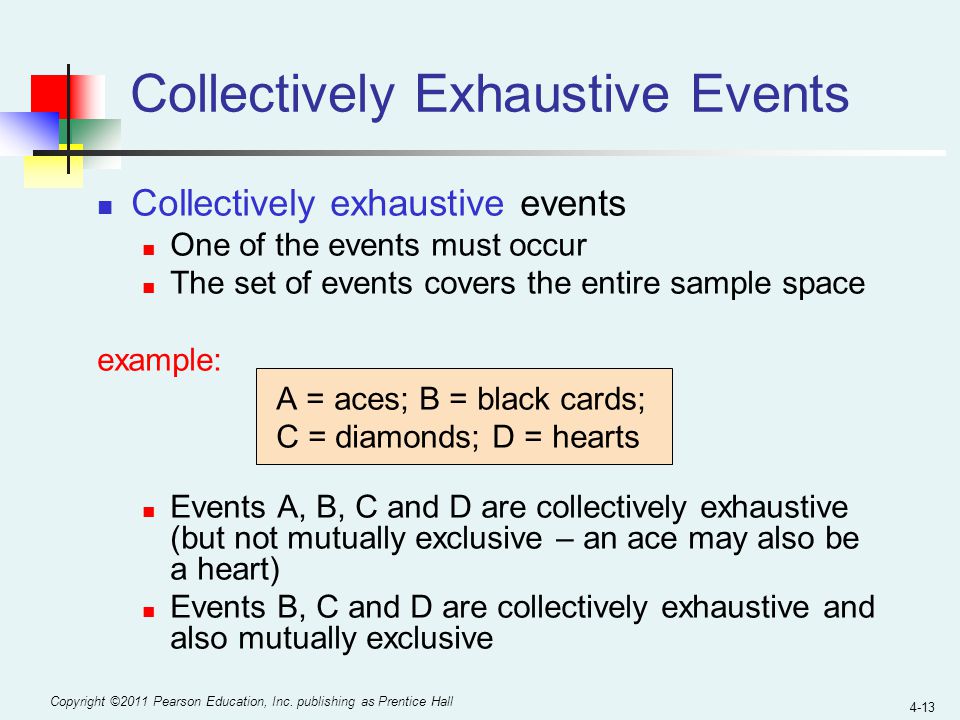 Collectively Exhaustive Events
Collectively exhaustive events
One of the events must occur
The set of events covers the entire sample space
example:
A = aces; B = black cards;
C = diamonds; D = hearts
Events A, B, C and D are collectively exhaustive
(but not mutually exclusive – an ace may also be
a heart)
Events B, C and D are collectively exhaustive and
also mutually exclusive
Copyright ©2011 Pearson Education, Inc. publishing as Prentice Hall
4-13